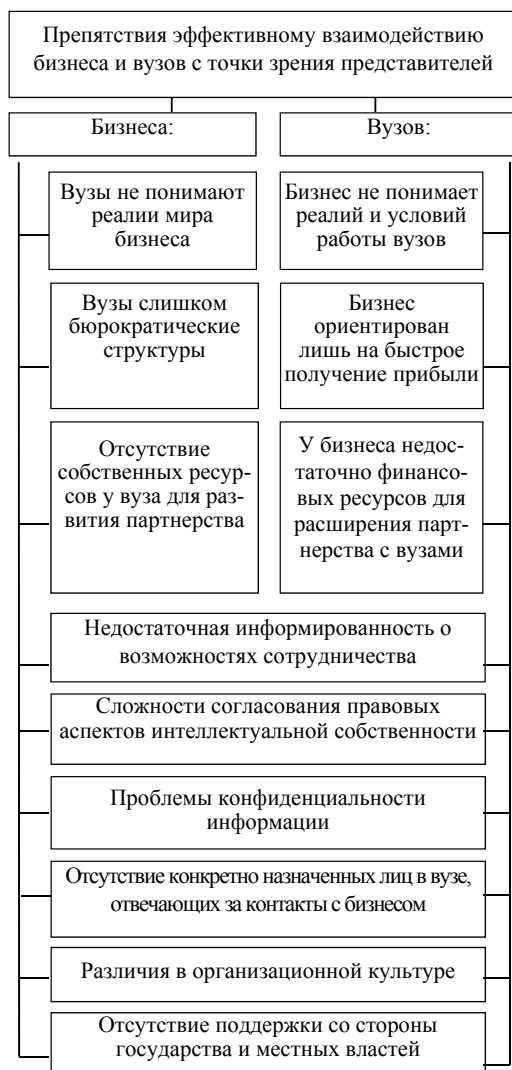 Препятствия эффективному взаимодействию
бизнеса и вузов с точки зрения представителей
Бизнеса:
Вузов:
Вузы не понимают
реалии мира
бизнеса
Бизнес не понимает
реалий и условий
работы вузов
Вузы слишком
бюрократические
структуры
Бизнес
ориентирован
лишь на быстрое
получение прибыли
Отсутствие
собственных ресур-
сов у вуза для раз-
вития партнерства
У бизнеса недос-
таточно финансо-
вых ресурсов для
расширения парт-
нерства с вузами
Недостаточная информированность о
возможностях сотрудничества
Сложности согласования правовых
аспектов интеллектуальной собственности
Проблемы конфиденциальности
информации
Отсутствие конкретно назначенных лиц в вузе,
отвечающих за контакты с бизнесом
Различия в организационной культуре
Отсутствие поддержки со стороны
государства и местных властей